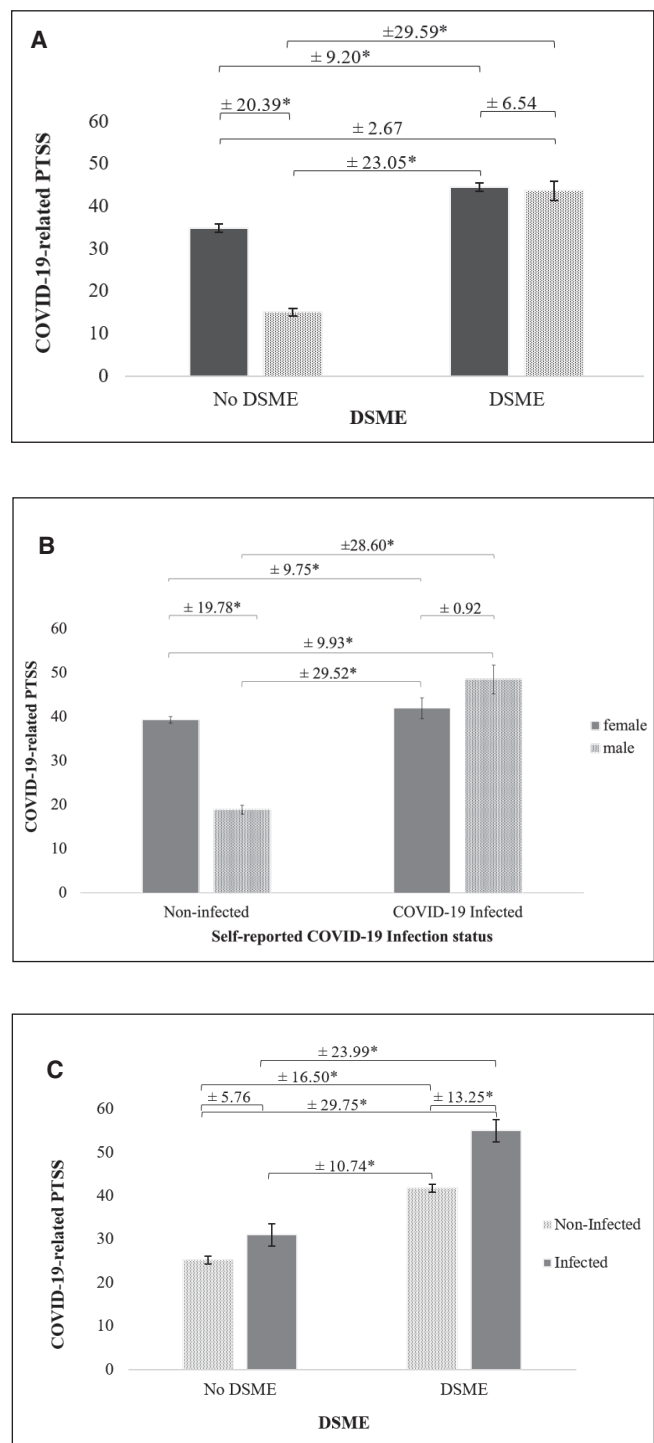 A
±29.59*
± 9.20*
± 20.39*
± 6.54
± 2.67
± 23.05*
COVID-19-related PTSS
60
50
40
30
20
10
0
No DSME
DSME
DSME
B
±28.60*
± 9.75*
± 19.78*
± 0.92
± 9.93*
± 29.52*
COVID-19-related PTSS
60
50
40
30
20
10
0
female
male
Non-infected
COVID-19 Infected
Self-reported COVID-19 Infection status
C
± 23.99*
± 16.50*
± 5.76
± 13.25*
± 29.75*
± 10.74*
COVID-19-related PTSS
60
50
40
30
20
10
0
Non-Infected
Infected
No DSME
DSME
DSME